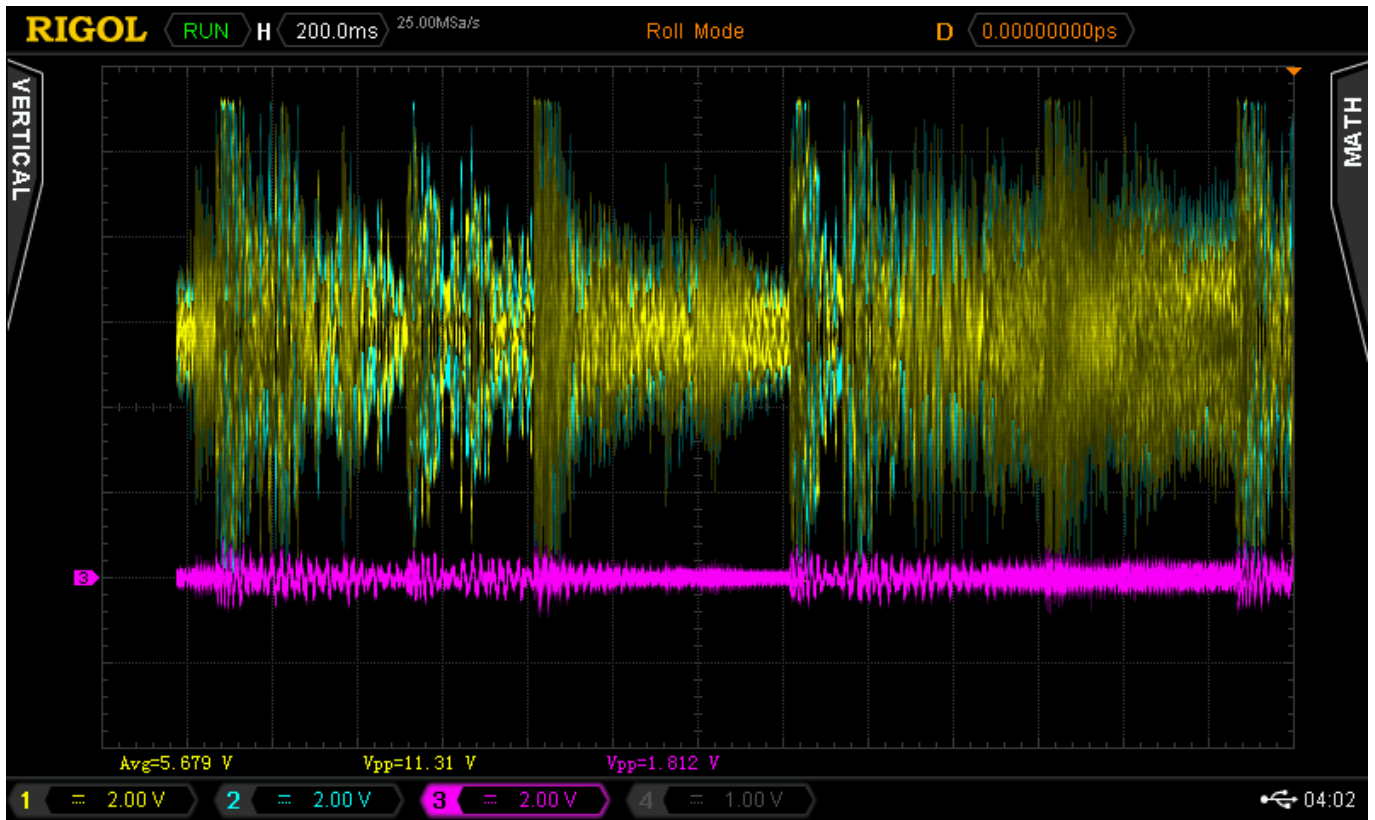 RIGOL RUN H 200.0ms 25.00MSa/s Roll Mode D 0.00000000ps
VERTICAL
MATH
3
Avg=5.679 V Vpp=11.31 V Vpp=1.812 V
1 2.00 V 2 2.00 V 3 2.00 V 4 1.00 V 04:02